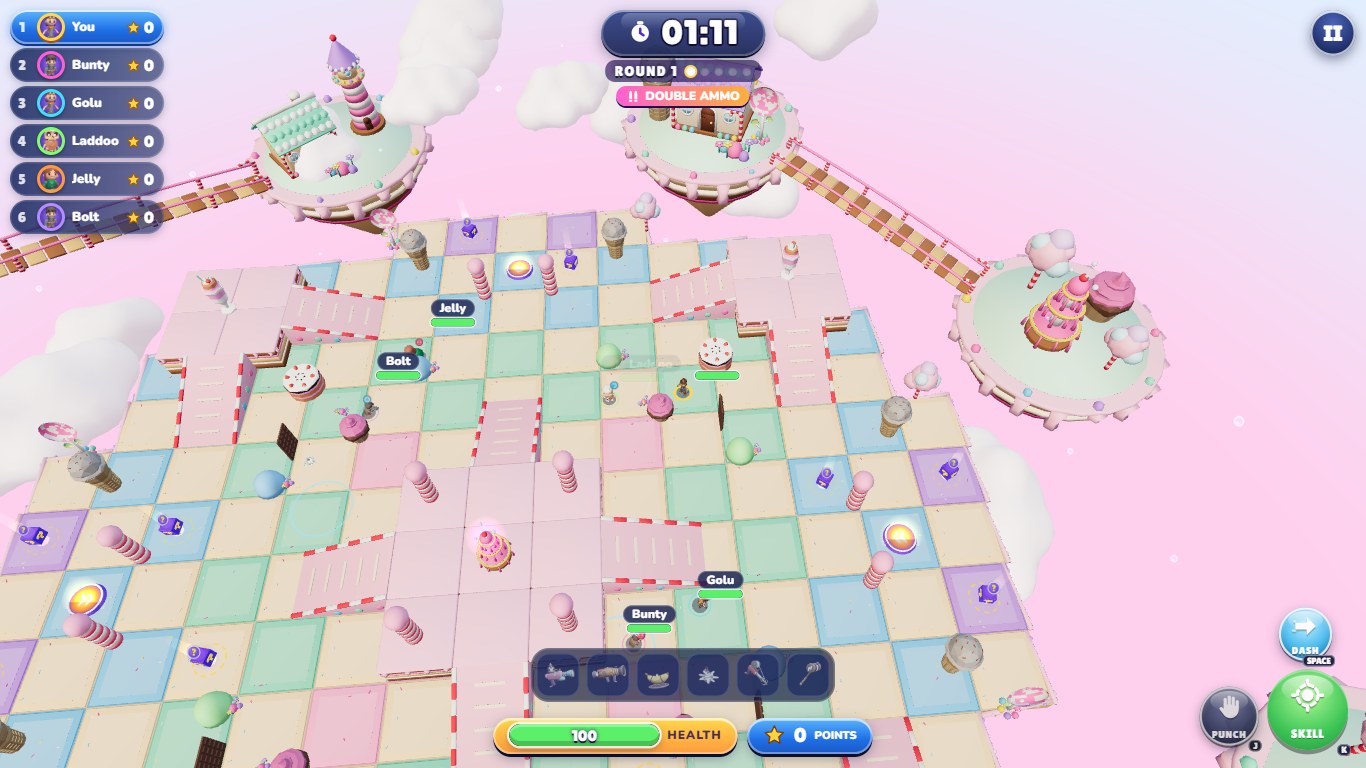 1 You 0
2 Bunty 0
3 Golu 0
4 Laddoo 0
5 Jelly 0
6 Bolt 0
01:11
ROUND 1
!! DOUBLE AMMO
Jelly
Bolt
Laddoo
Golu
Bunty
100 HEALTH
0 POINTS
DASH
SPACE
PUNCH
J
SKILL
K